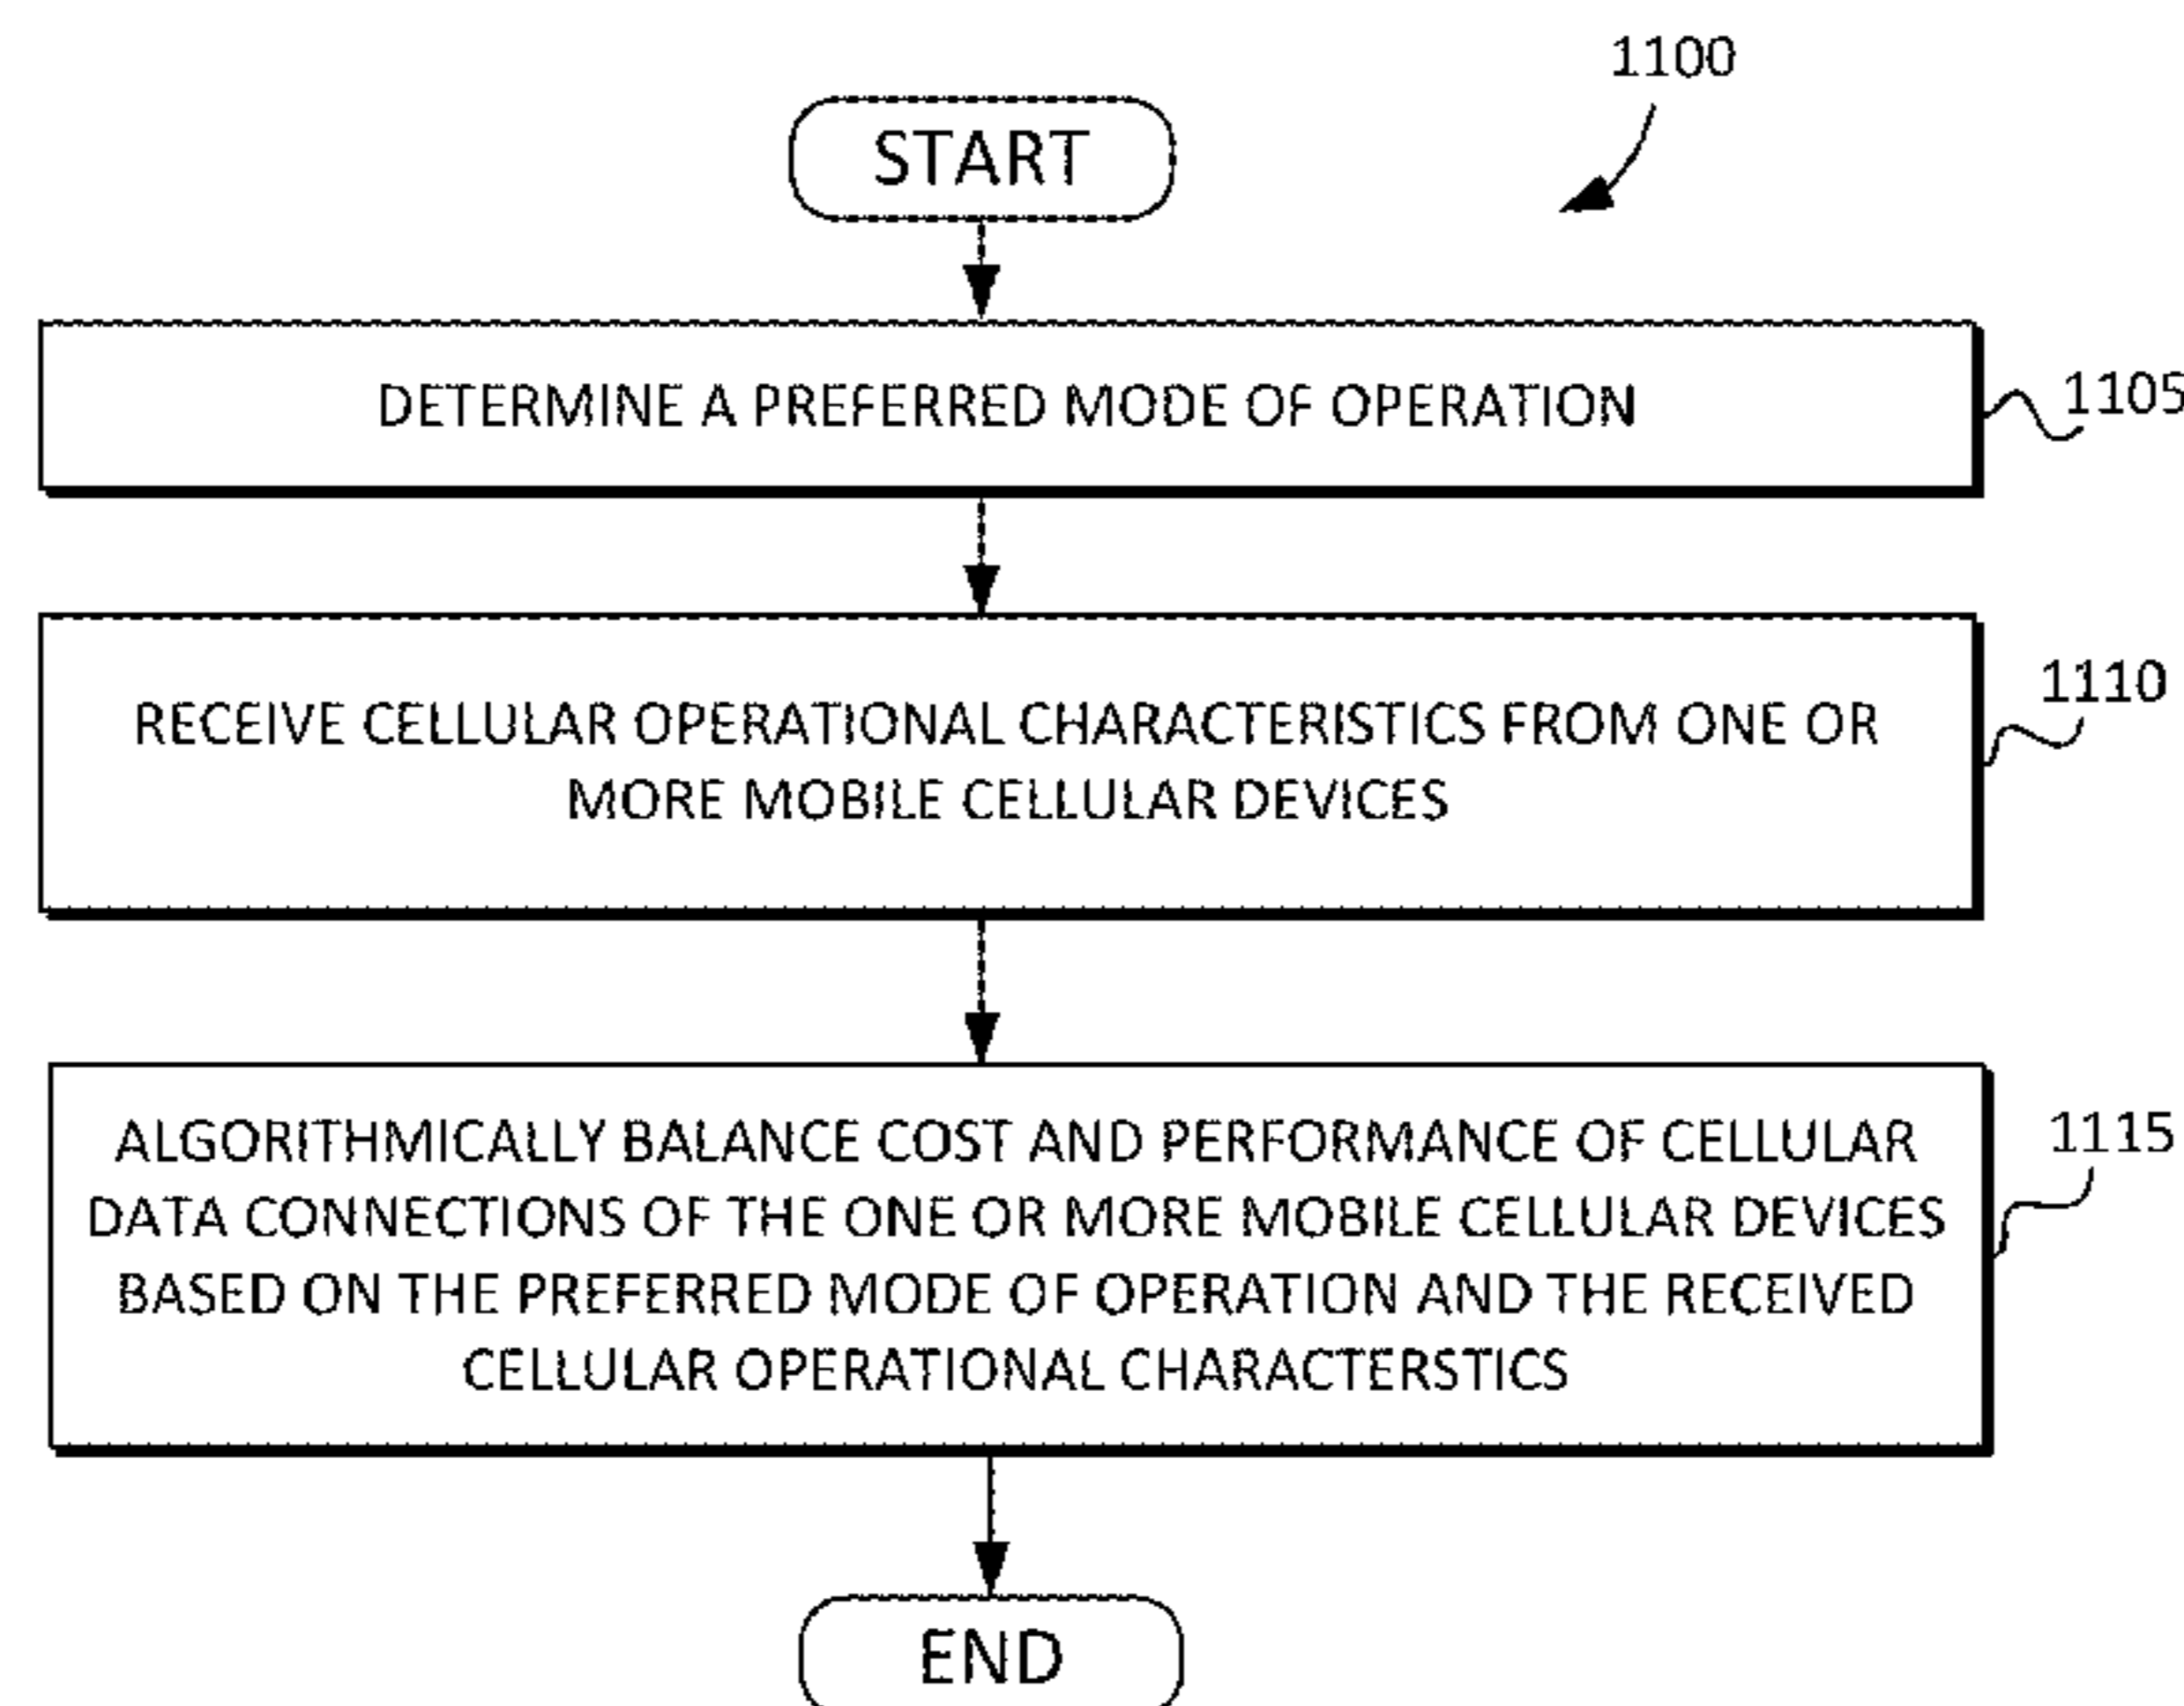 1100
START
DETERMINE A PREFERRED MODE OF OPERATION
1105
RECEIVE CELLULAR OPERATIONAL CHARACTERISTICS FROM ONE OR
MORE MOBILE CELLULAR DEVICES
1110
ALGORITHMICALLY BALANCE COST AND PERFORMANCE OF CELLULAR
DATA CONNECTIONS OF THE ONE OR MORE MOBILE CELLULAR DEVICES
BASED ON THE PREFERRED MODE OF OPERATION AND THE RECEIVED
CELLULAR OPERATIONAL CHARACTERSTICS
1115
END